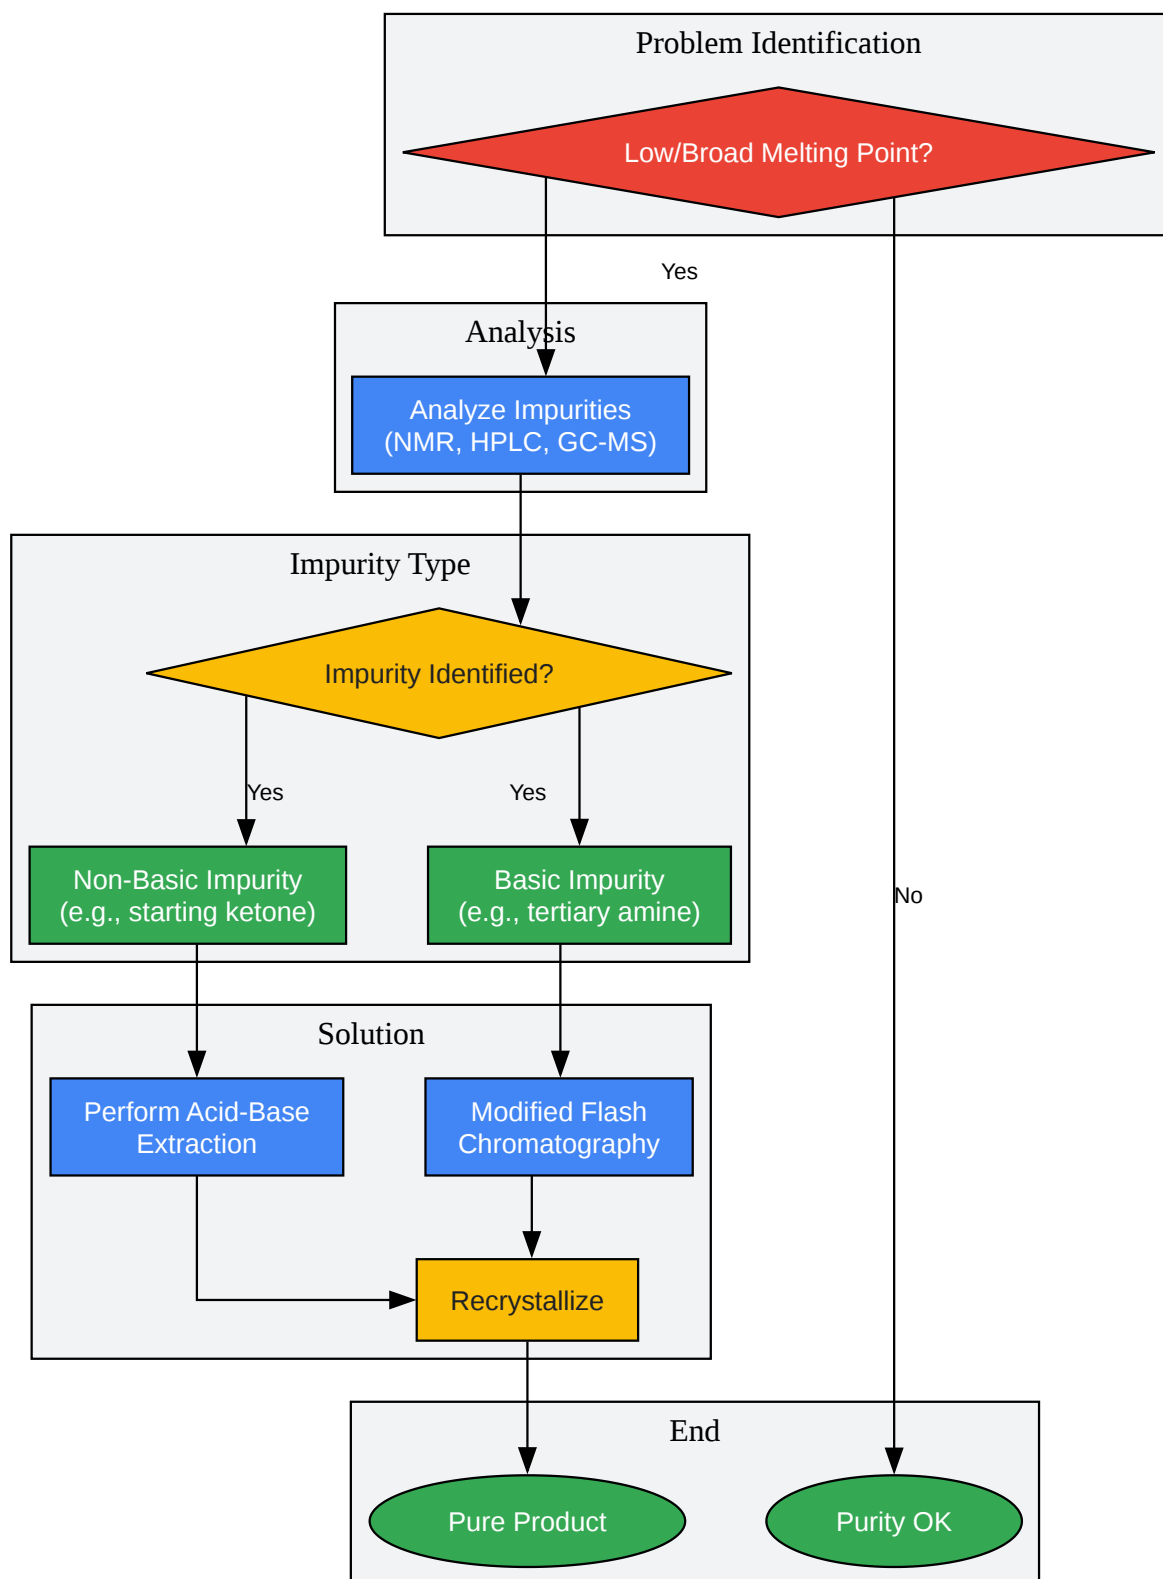 Problem Identification
Low/Broad Melting Point?
Yes
Analysis
Analyze Impurities
(NMR, HPLC, GC-MS)
Impurity Type
Impurity Identified?
Yes
Yes
Non-Basic Impurity
(e.g., starting ketone)
Basic Impurity
(e.g., tertiary amine)
No
Solution
Perform Acid-Base
Extraction
Modified Flash
Chromatography
Recrystallize
End
Pure Product
Purity OK